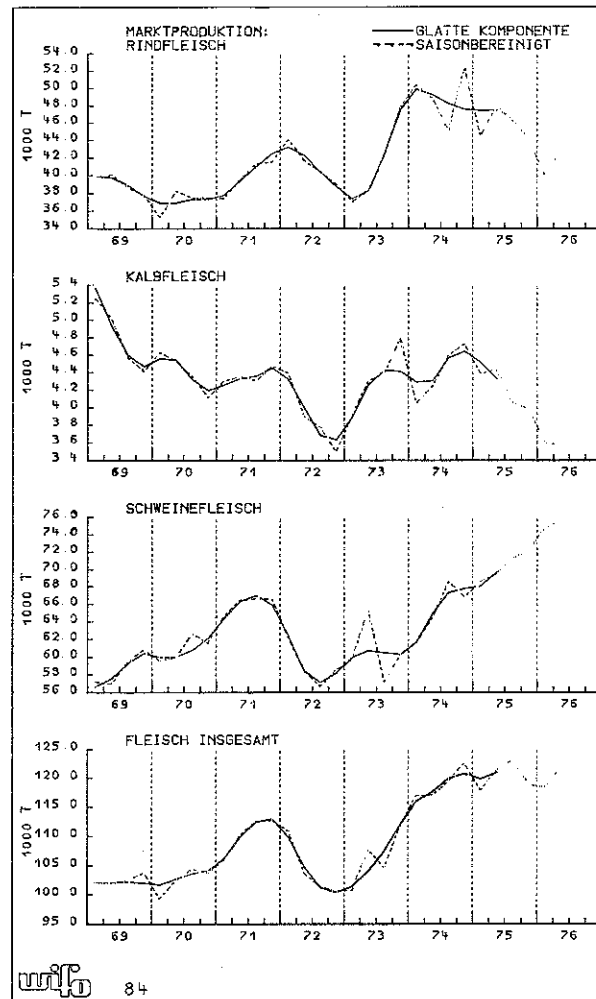 MARKTPRODUKTION: GLATTE KOMPONENTE
RINDFLEISCH SAISONBEREINIGT
54.0
52.0
50.0
48.0
46.0
44.0
42.0
40.0
38.0
36.0
34.0
1000 T
69 70 71 72 73 74 75 76
KALBFLEISCH
5.4
5.2
5.0
4.8
4.6
4.4
4.2
4.0
3.8
3.6
3.4
1000 T
69 70 71 72 73 74 75 76
SCHWEINEFLEISCH
76.0
74.0
72.0
70.0
68.0
66.0
64.0
62.0
60.0
58.0
56.0
1000 T
69 70 71 72 73 74 75 76
FLEISCH INSGESAMT
125.0
120.0
115.0
110.0
105.0
100.0
95.0
1000 T
69 70 71 72 73 74 75 76
wifo 84